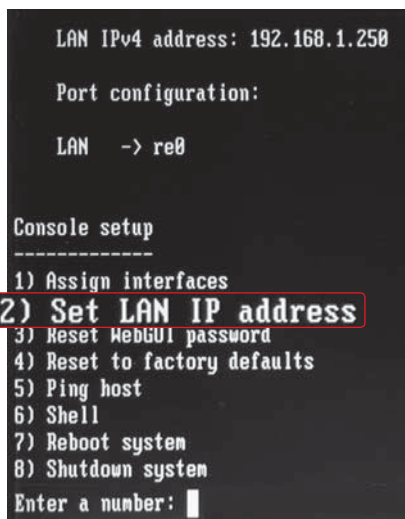 LAN IPv4 address: 192.168.1.250
Port configuration:
LAN -> re0
Console setup
-------------
1) Assign interfaces
2) Set LAN IP address
3) Reset WebGUI password
4) Reset to factory defaults
5) Ping host
6) Shell
7) Reboot system
8) Shutdown system
Enter a number: